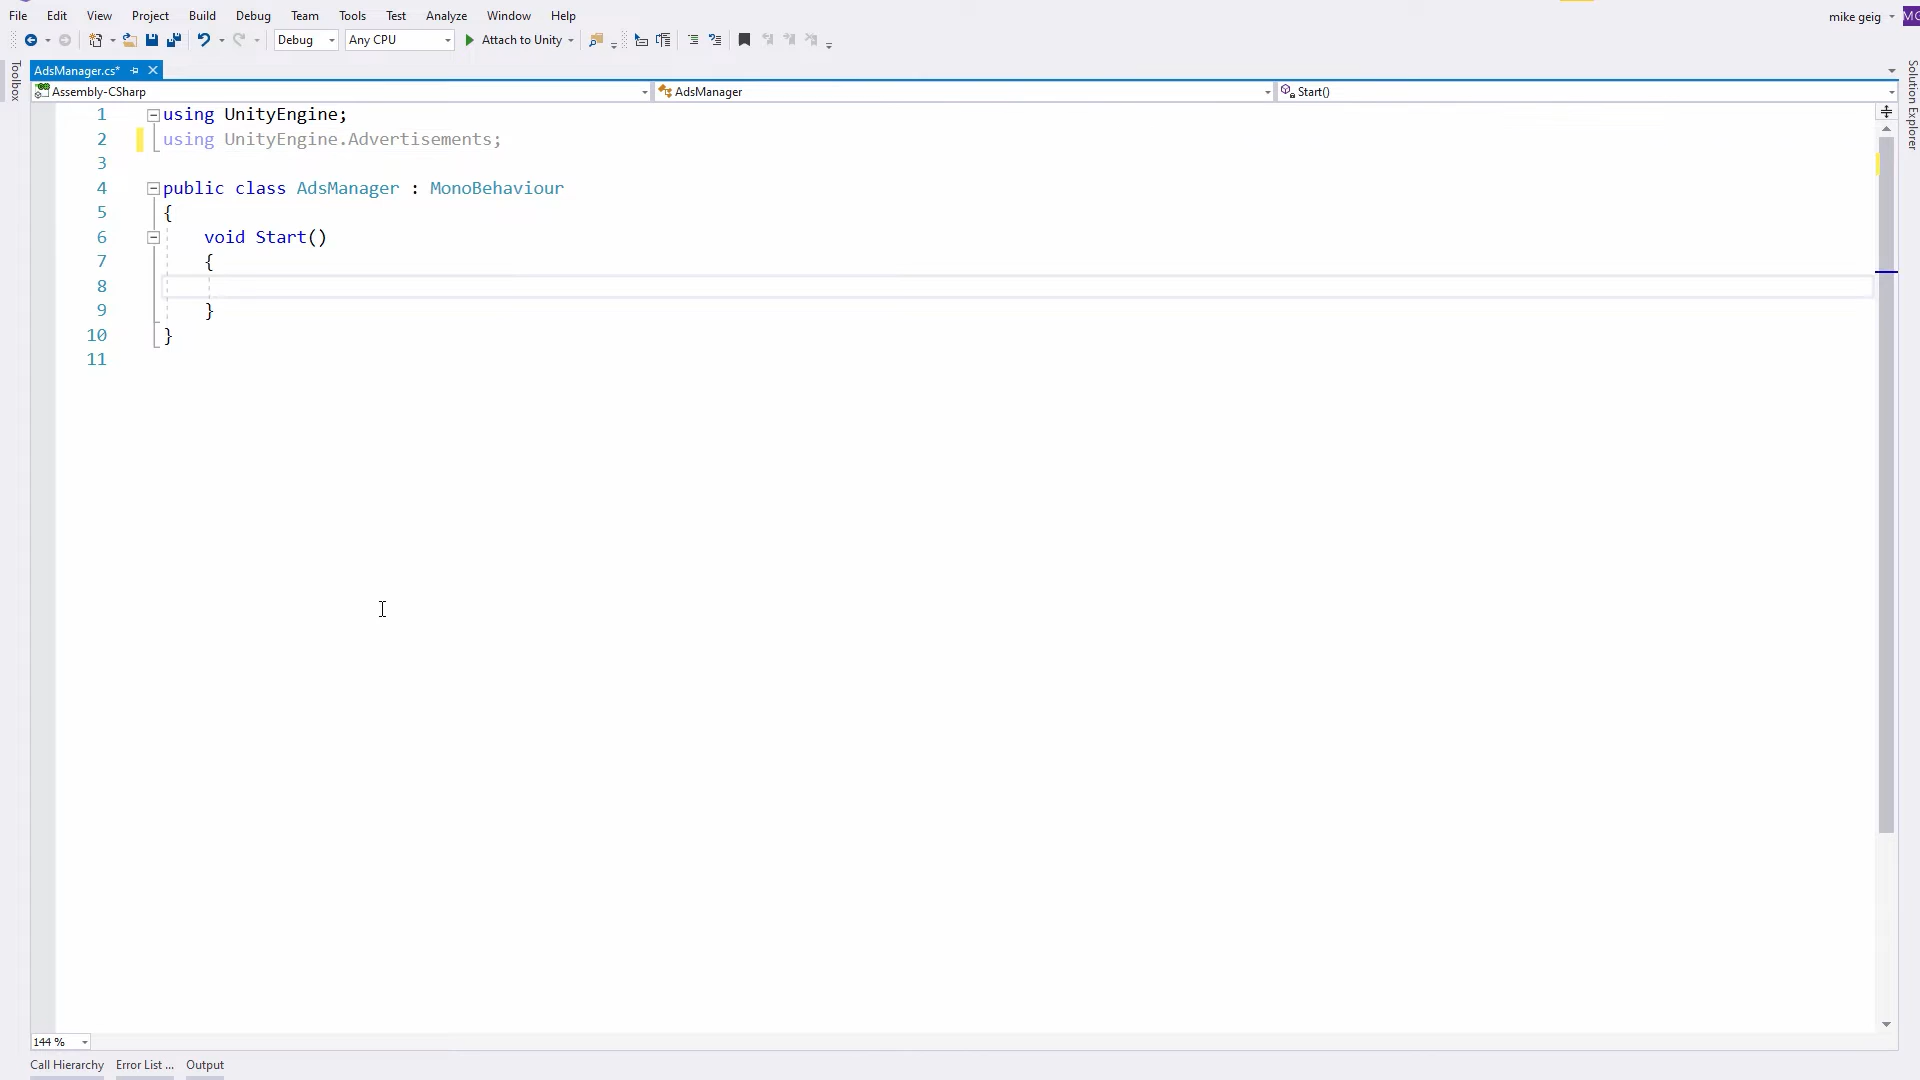 File Edit View Project Build Debug Team Tools Test Analyze Window Help
mike geig
MG
Debug Any CPU Attach to Unity
Toolbox
AdsManager.cs*
Solution Explorer
Assembly-CSharp AdsManager Start()
1 using UnityEngine;
2 using UnityEngine.Advertisements;
3
4 public class AdsManager : MonoBehaviour
5 {
6 void Start()
7 {
8
9 }
10 }
11
144 %
Call Hierarchy Error List ... Output